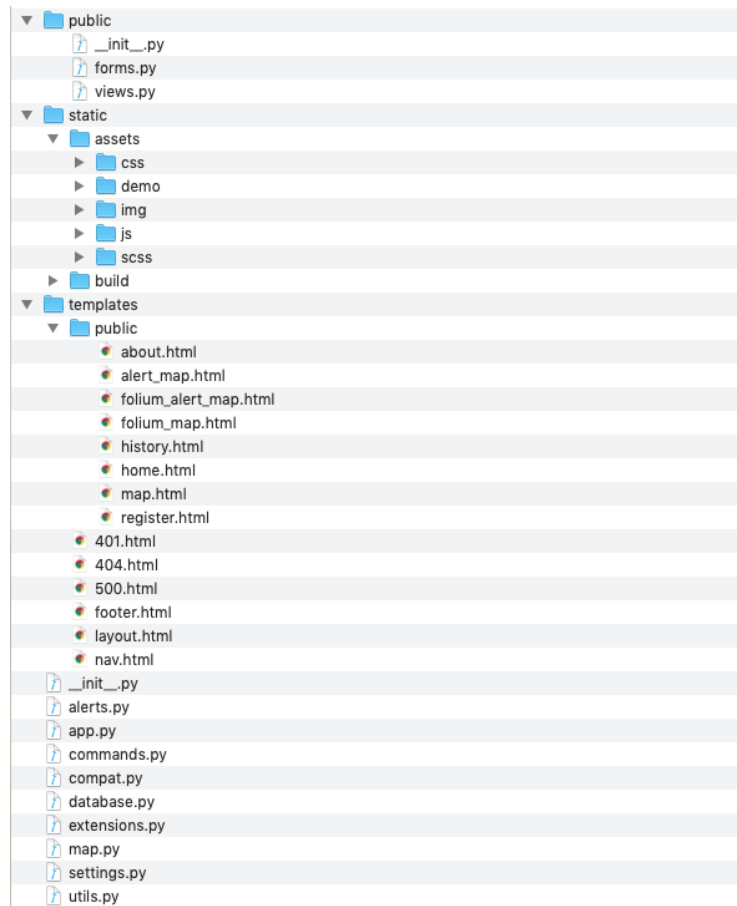 public
__init__.py
forms.py
views.py
static
assets
css
demo
img
js
scss
build
templates
public
about.html
alert_map.html
folium_alert_map.html
folium_map.html
history.html
home.html
map.html
register.html
401.html
404.html
500.html
footer.html
layout.html
nav.html
__init__.py
alerts.py
app.py
commands.py
compat.py
database.py
extensions.py
map.py
settings.py
utils.py